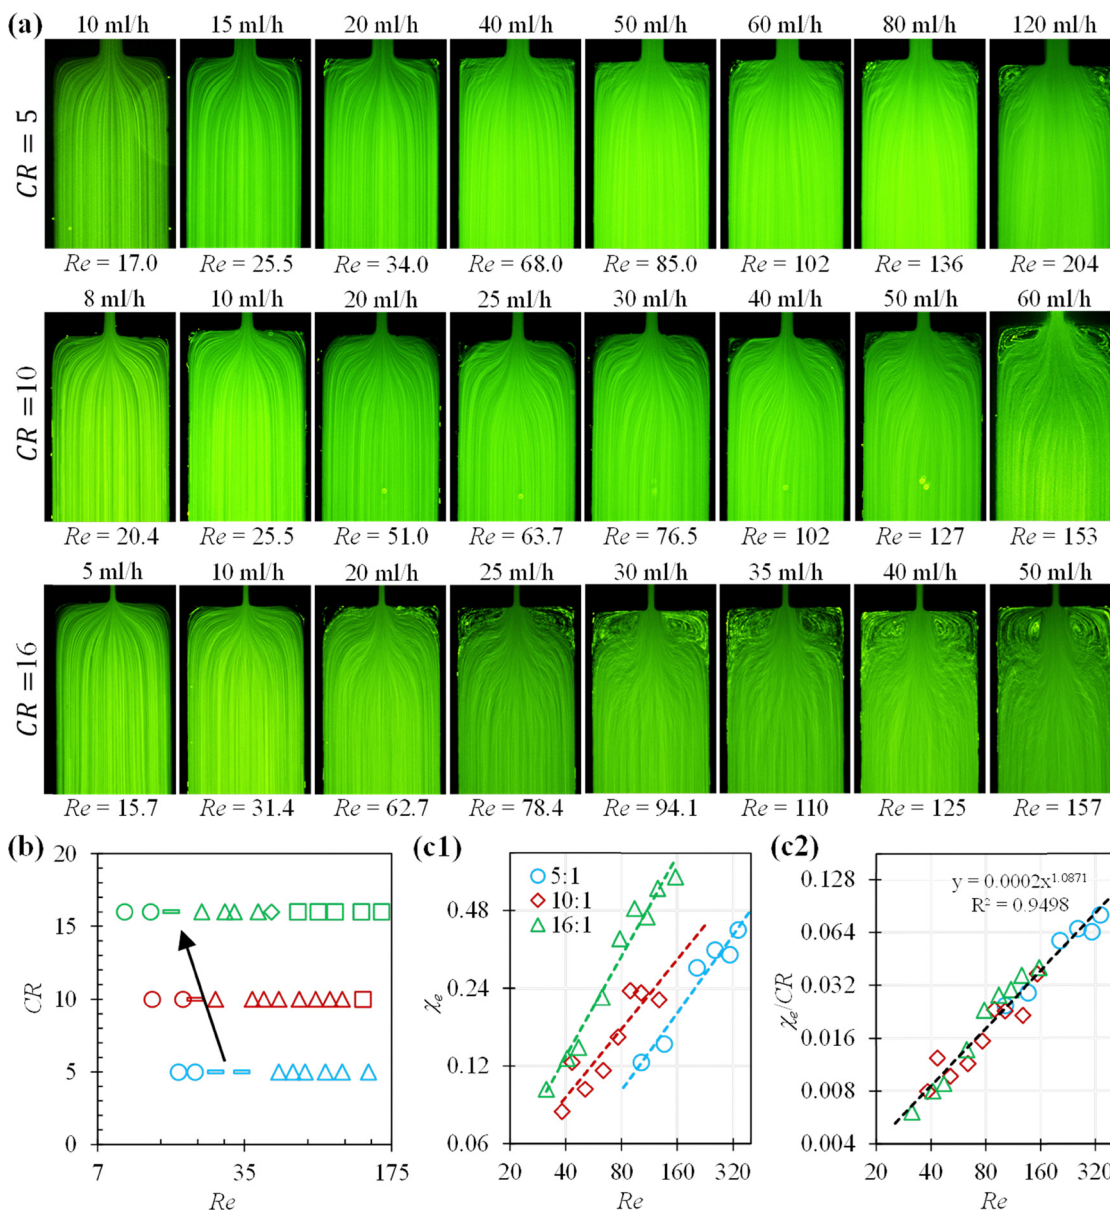 (a)
10 ml/h 15 ml/h 20 ml/h 40 ml/h 50 ml/h 60 ml/h 80 ml/h 120 ml/h
CR = 5
Re = 17.0 Re = 25.5 Re = 34.0 Re = 68.0 Re = 85.0 Re = 102 Re = 136 Re = 204
8 ml/h 10 ml/h 20 ml/h 25 ml/h 30 ml/h 40 ml/h 50 ml/h 60 ml/h
CR =10
Re = 20.4 Re = 25.5 Re = 51.0 Re = 63.7 Re = 76.5 Re = 102 Re = 127 Re = 153
5 ml/h 10 ml/h 20 ml/h 25 ml/h 30 ml/h 35 ml/h 40 ml/h 50 ml/h
CR =16
Re = 15.7 Re = 31.4 Re = 62.7 Re = 78.4 Re = 94.1 Re = 110 Re = 125 Re = 157
(b)
20
15
10
5
0
CR
7 35 175
Re
(c1)
5:1
10:1
16:1
0.48
0.24
0.12
0.06
χₑ
20 40 80 160 320
Re
(c2)
y = 0.0002x¹·⁰⁸⁷¹
R² = 0.9498
0.128
0.064
0.032
0.016
0.008
0.004
χₑ/CR
20 40 80 160 320
Re